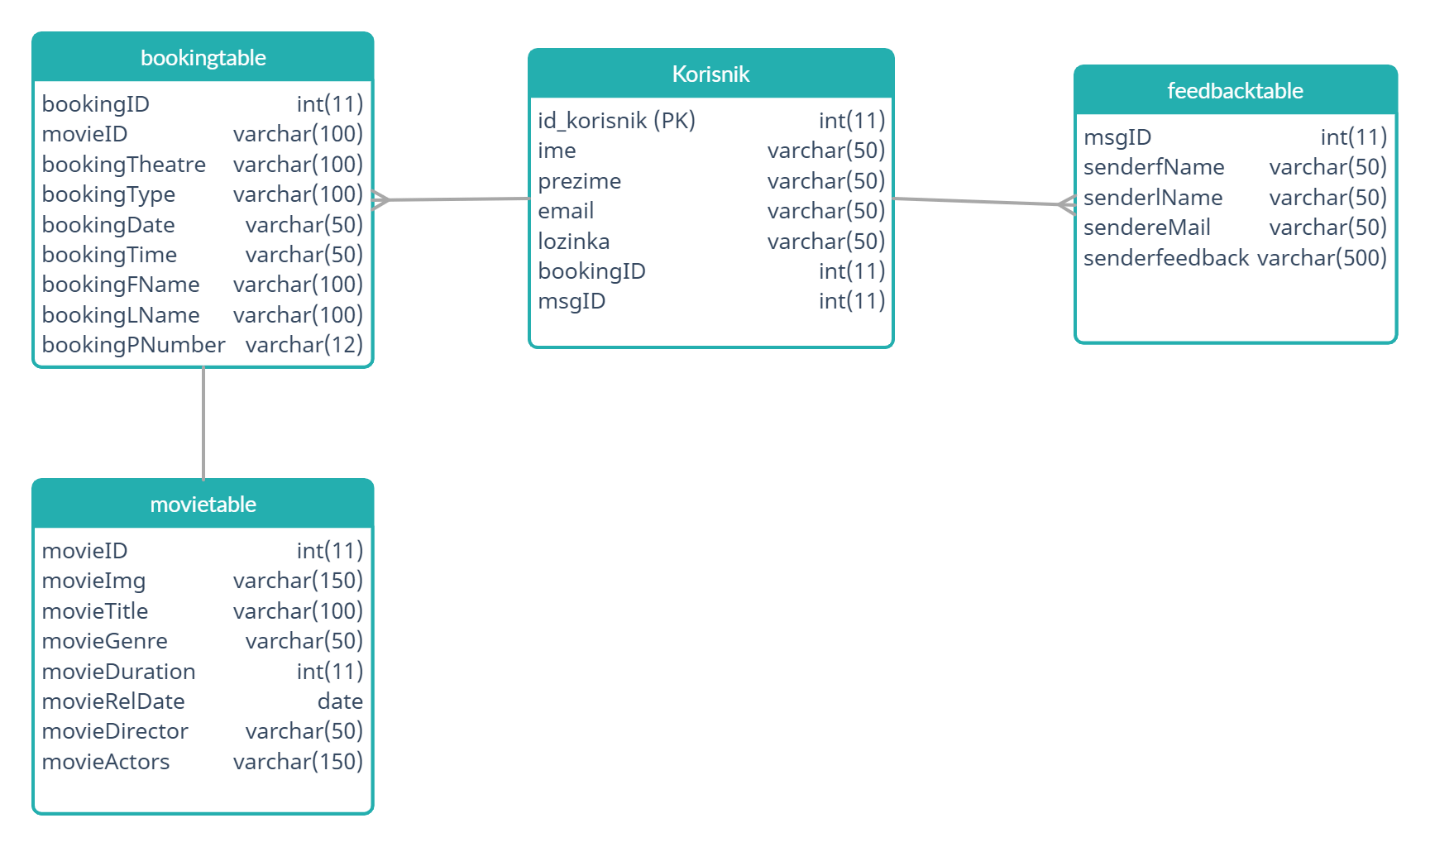 bookingtable
bookingID int(11)
movieID varchar(100)
bookingTheatre varchar(100)
bookingType varchar(100)
bookingDate varchar(50)
bookingTime varchar(50)
bookingFName varchar(100)
bookingLName varchar(100)
bookingPNumber varchar(12)
Korisnik
id_korisnik (PK) int(11)
ime varchar(50)
prezime varchar(50)
email varchar(50)
lozinka varchar(50)
bookingID int(11)
msgID int(11)
feedbacktable
msgID int(11)
senderfName varchar(50)
senderlName varchar(50)
sendereMail varchar(50)
senderfeedback varchar(500)
movietable
movieID int(11)
movieImg varchar(150)
movieTitle varchar(100)
movieGenre varchar(50)
movieDuration int(11)
movieRelDate date
movieDirector varchar(50)
movieActors varchar(150)